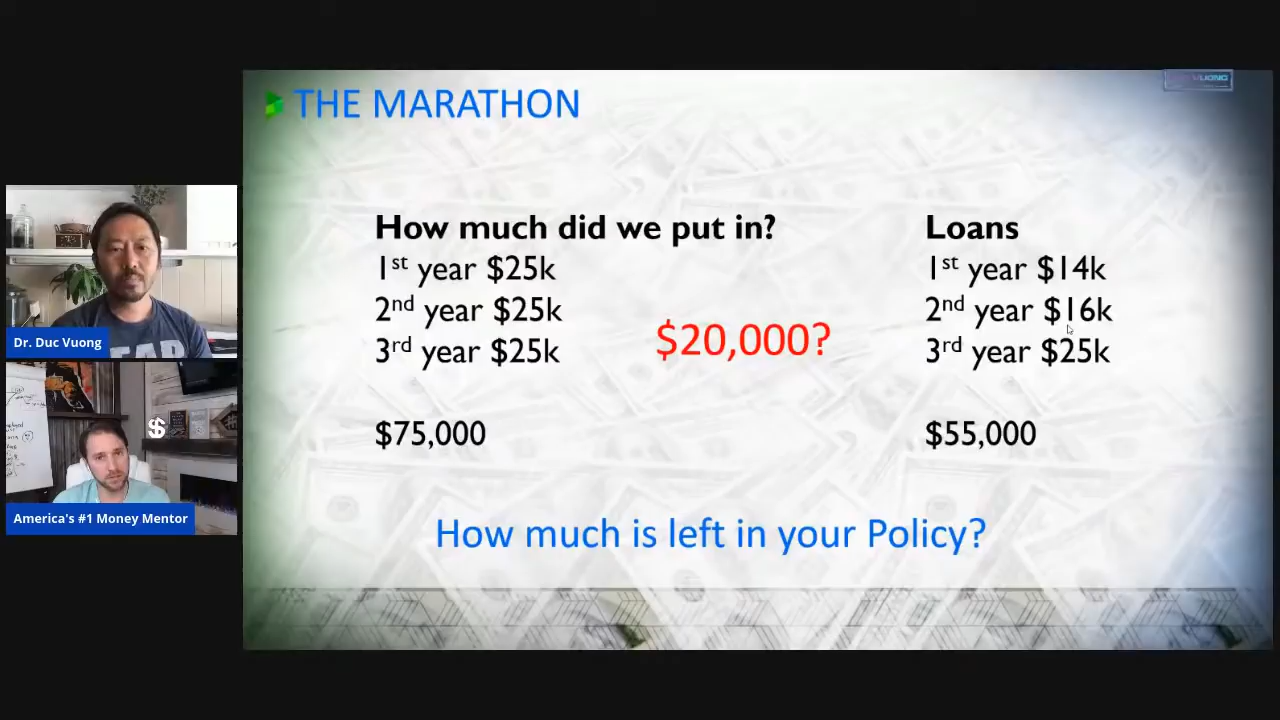 THE MARATHON
How much did we put in?
1st year $25k
2nd year $25k
3rd year $25k
$75,000
$20,000?
Loans
1st year $14k
2nd year $16k
3rd year $25k
$55,000
How much is left in your Policy?
Dr. Duc Vuong
$
America's #1 Money Mentor